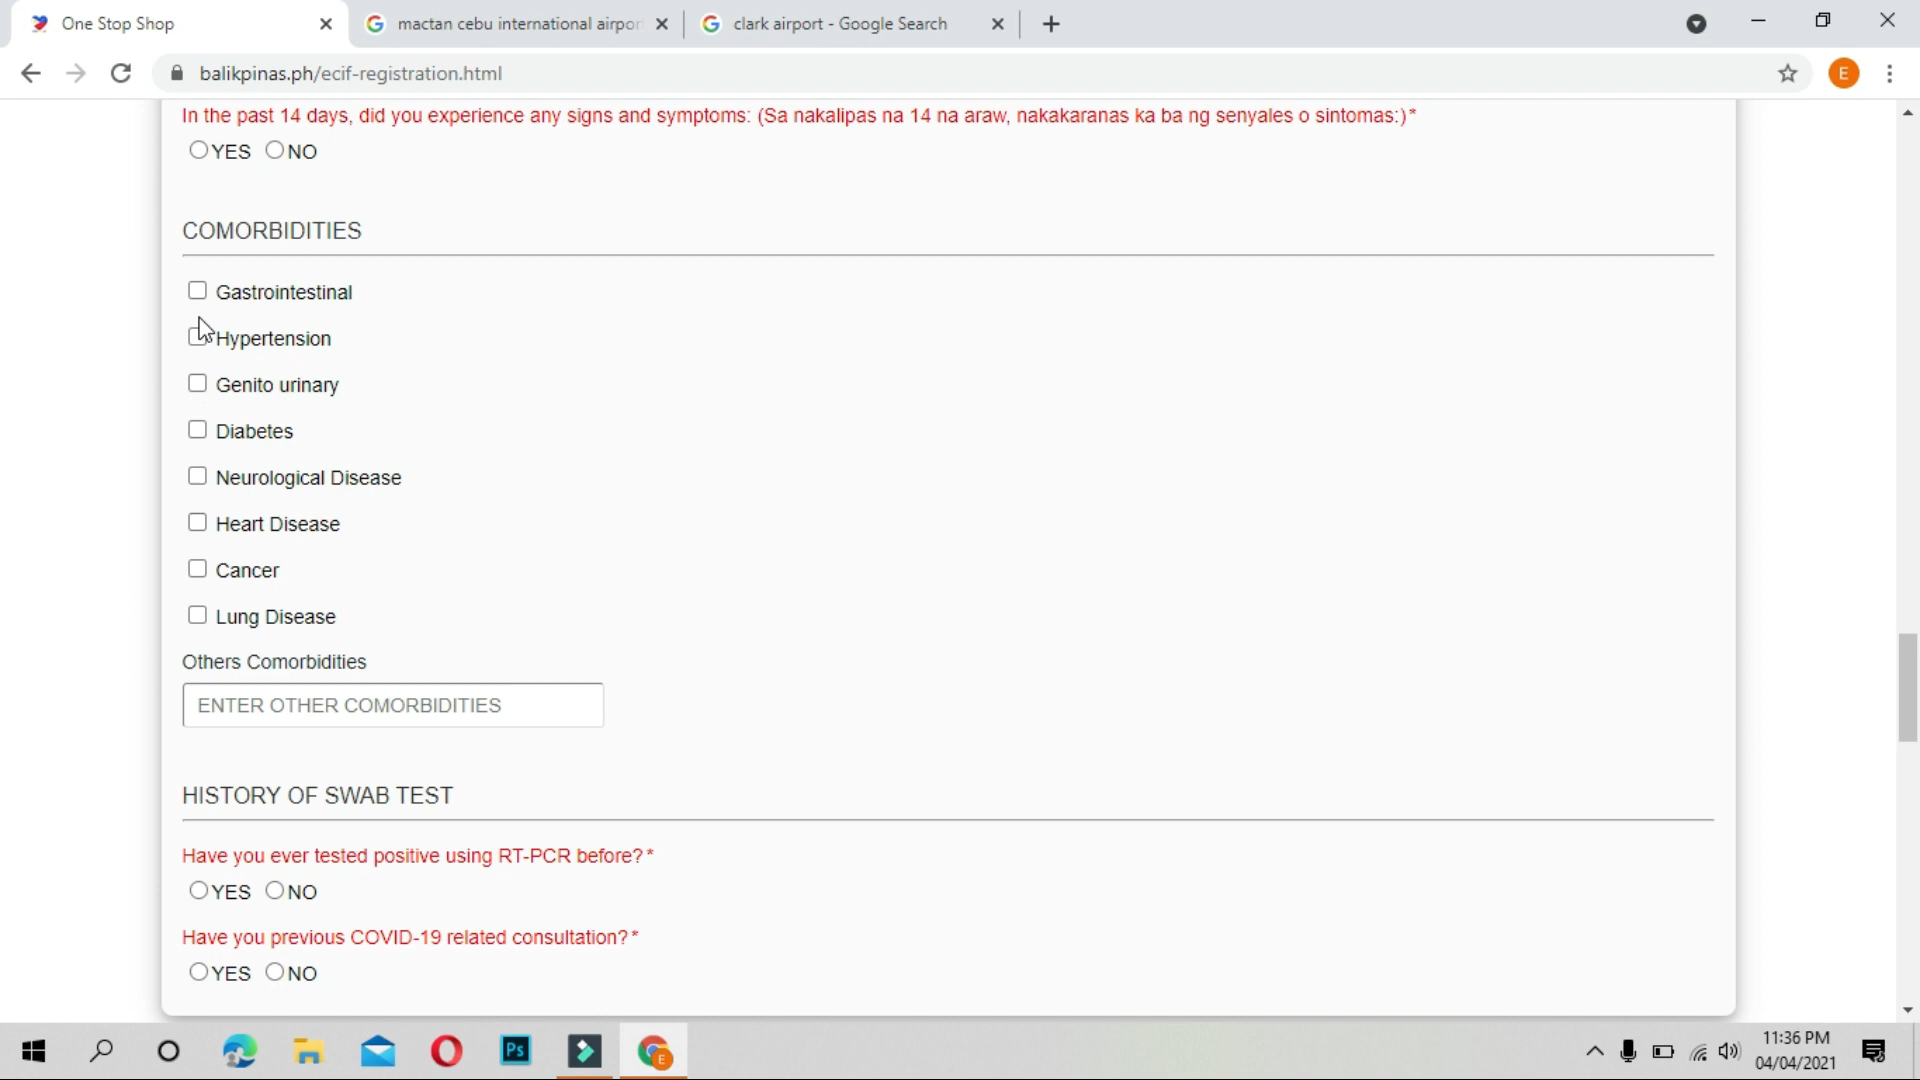 One Stop Shop
mactan cebu international airpor
clark airport - Google Search
balikpinas.ph/ecif-registration.html
E
In the past 14 days, did you experience any signs and symptoms: (Sa nakalipas na 14 na araw, nakakaranas ka ba ng senyales o sintomas:)*
YES NO
COMORBIDITIES
Gastrointestinal
Hypertension
Genito urinary
Diabetes
Neurological Disease
Heart Disease
Cancer
Lung Disease
Others Comorbidities
ENTER OTHER COMORBIDITIES
HISTORY OF SWAB TEST
Have you ever tested positive using RT-PCR before?*
YES NO
Have you previous COVID-19 related consultation?*
YES NO
Ps
E
11:36 PM
04/04/2021